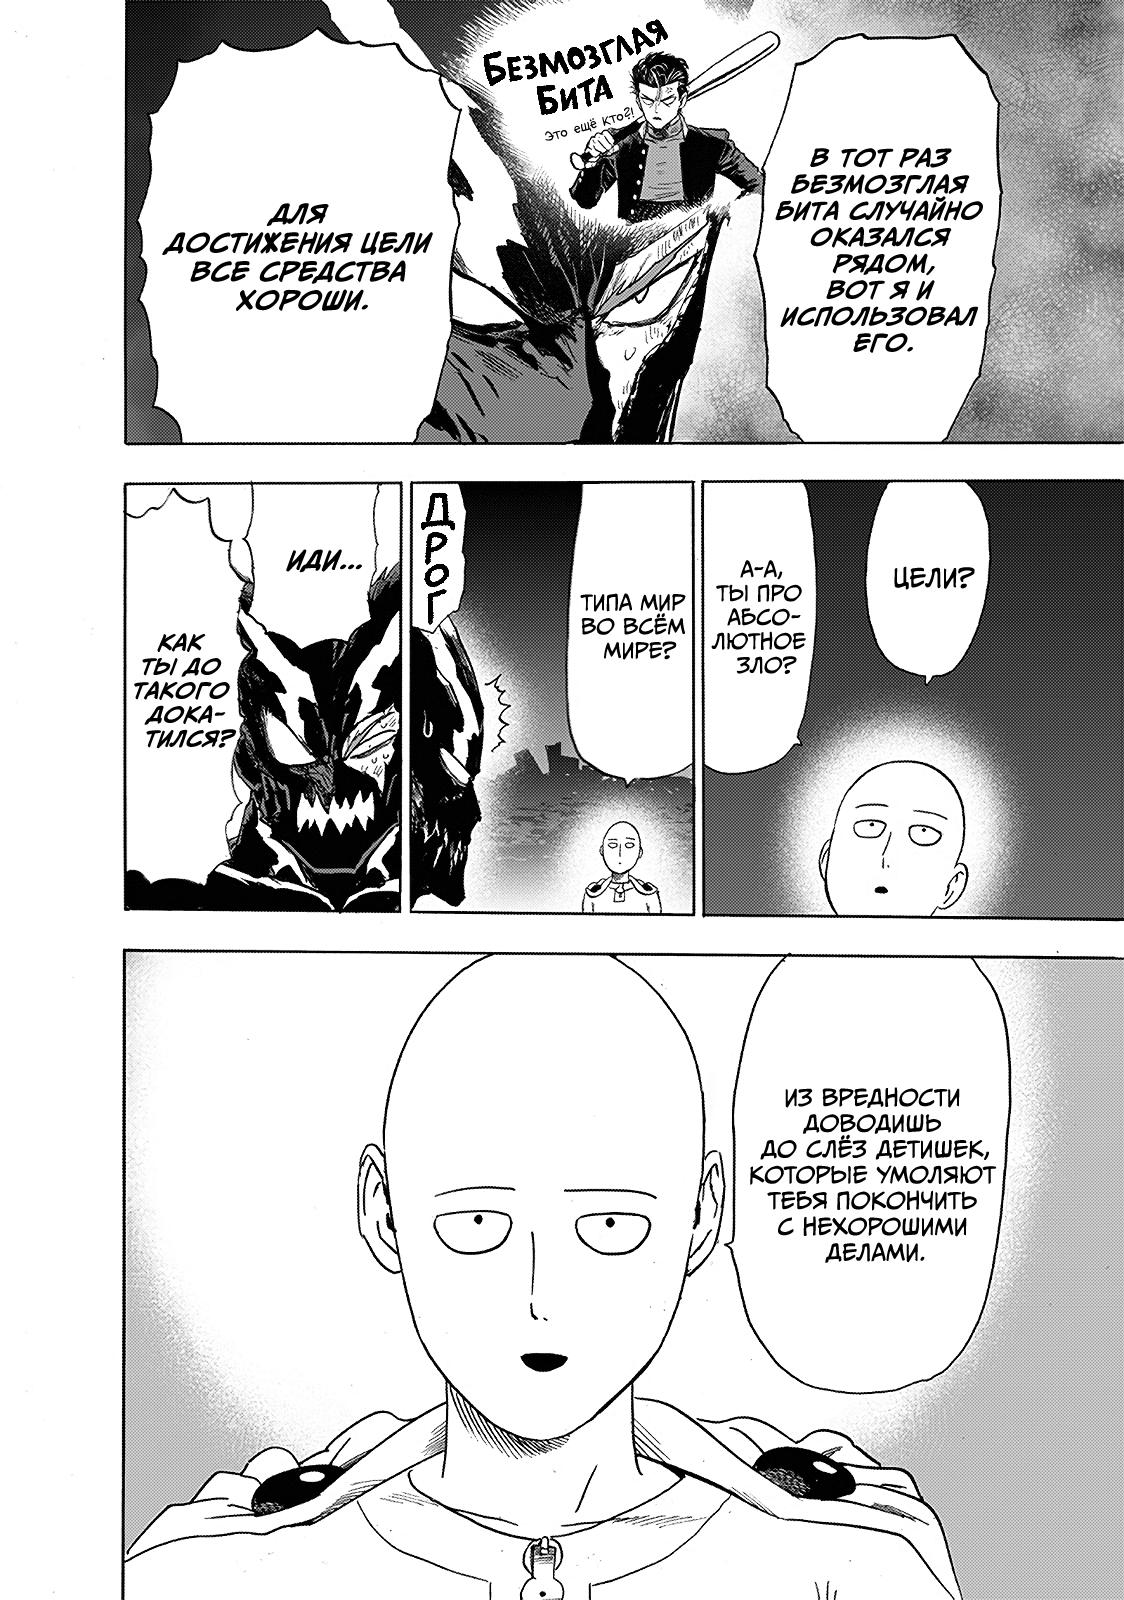 В ТОТ РАЗ
БЕЗМОЗГЛАЯ
БИТА СЛУЧАЙНО
ОКАЗАЛСЯ
РЯДОМ,
ВОТ Я И
ИСПОЛЬЗОВАЛ
ЕГО.
БЕЗМОЗГЛАЯ
БИТА
Это ещё кто?!
ДЛЯ
ДОСТИЖЕНИЯ ЦЕЛИ
ВСЕ СРЕДСТВА
ХОРОШИ.
ЦЕЛИ?
А-А,
ТЫ ПРО
АБСО-
ЛЮТНОЕ
ЗЛО?
ТИПА МИР
ВО ВСЁМ
МИРЕ?
ДРОГ
ИДИ...
КАК
ТЫ ДО
ТАКОГО
ДОКА-
ТИЛСЯ?
ИЗ ВРЕДНОСТИ
ДОВОДИШЬ
ДО СЛЁЗ ДЕТИШЕК,
КОТОРЫЕ УМОЛЯЮТ
ТЕБЯ ПОКОНЧИТЬ
С НЕХОРОШИМИ
ДЕЛАМИ.